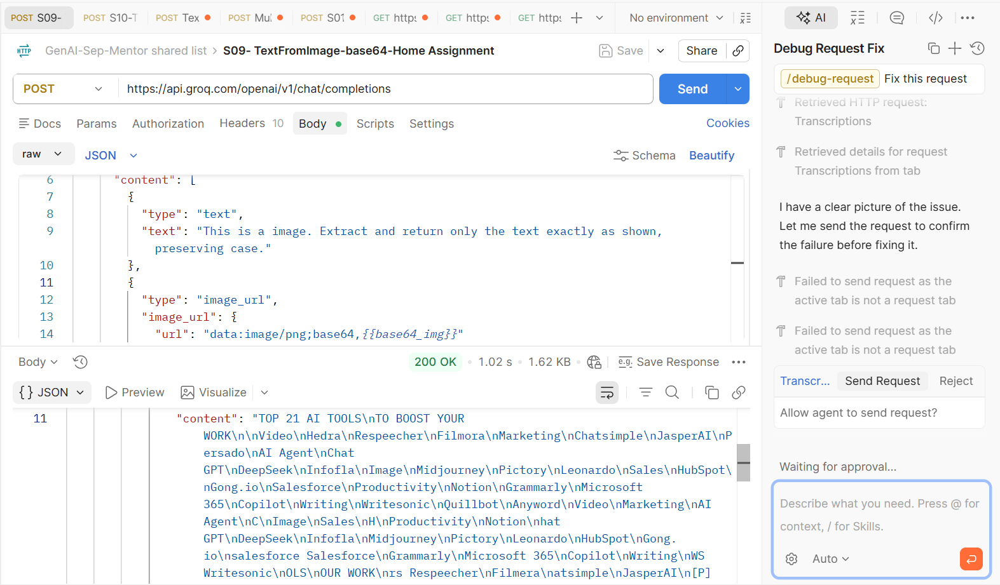 POST S09-
POST S10-T
POST Tex
POST Mul
POST S01
GET https
GET https
GET https
No environment
AI
GenAI-Sep-Mentor shared list > S09- TextFromImage-base64-Home Assignment
Save
Share
Debug Request Fix
POST
https://api.groq.com/openai/v1/chat/completions
Send
/debug-request Fix this request
Docs
Params
Authorization
Headers 10
Body
Scripts
Settings
Cookies
raw
JSON
Schema
Beautify
6 "content": [
7 {
8 "type": "text",
9 "text": "This is a image. Extract and return only the text exactly as shown,
preserving case."
10 },
11 {
12 "type": "image_url",
13 "image_url": {
14 "url": "data:image/png;base64,{{base64_img}}"
Body
200 OK
1.02 s
1.62 KB
e.g. Save Response
{} JSON
Preview
Visualize
11 "content": "TOP 21 AI TOOLS\nTO BOOST YOUR
WORK\n\nVideo\nHedra\nRespeecher\nFilmora\nMarketing\nChatsimple\nJasperAI\nP
ersado\nAI Agent\nChat
GPT\nDeepSeek\nInfofla\nImage\nMidjourney\nPictory\nLeonardo\nSales\nHubSpot\
nGong.io\nSalesforce\nProductivity\nNotion\nGrammarly\nMicrosoft
365\nCopilot\nWriting\nWritesonic\nQuillbot\nAnyword\nVideo\nMarketing\nAI
Agent\nC\nImage\nSales\nH\nProductivity\nNotion\nhat
GPT\nDeepSeek\nInfofla\nMidjourney\nPictory\nLeonardo\nHubSpot\nGong.
io\nsalesforce Salesforce\nGrammarly\nMicrosoft 365\nCopilot\nWriting\nWS
Writesonic\nOLS\nOUR WORK\nrs Respeecher\nFilmera\natsimple\nJasperAI\n[P]
Retrieved HTTP request:
Transcriptions
Retrieved details for request
Transcriptions from tab
I have a clear picture of the issue.
Let me send the request to confirm
the failure before fixing it.
Failed to send request as the
active tab is not a request tab
Failed to send request as the
active tab is not a request tab
Transcr...
Send Request
Reject
Allow agent to send request?
Waiting for approval...
Describe what you need. Press @ for
context, / for Skills.
Auto